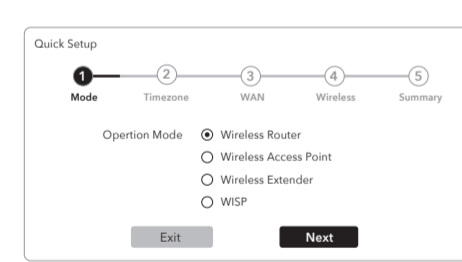 Quick Setup
1 2 3 4 5
Mode Timezone WAN Wireless Summary
Opertion Mode Wireless Router
Wireless Access Point
Wireless Extender
WISP
Exit Next